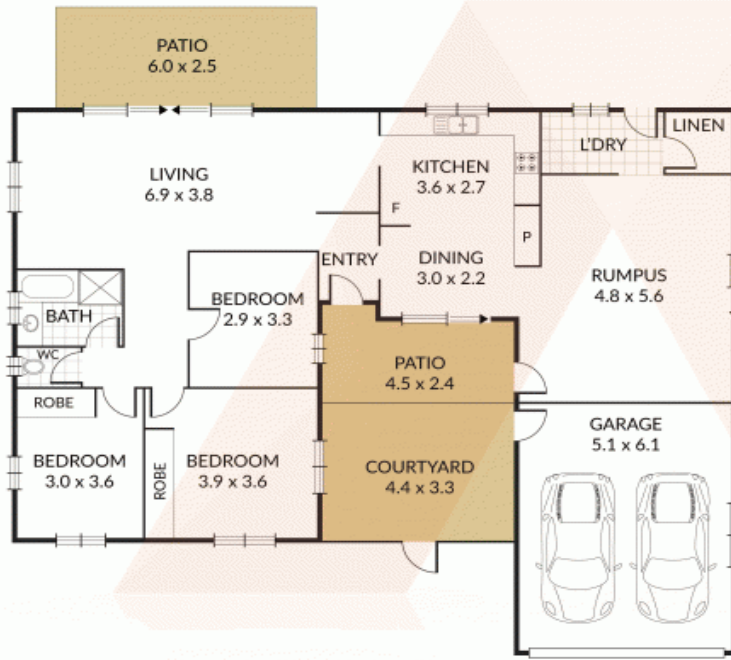 PATIO
6.0 x 2.5
LIVING
6.9 x 3.8
KITCHEN
3.6 x 2.7
F
P
L'DRY
LINEN
ENTRY
DINING
3.0 x 2.2
RUMPUS
4.8 x 5.6
BATH
WC
BEDROOM
2.9 x 3.3
PATIO
4.5 x 2.4
ROBE
BEDROOM
3.0 x 3.6
ROBE
BEDROOM
3.9 x 3.6
COURTYARD
4.4 x 3.3
GARAGE
5.1 x 6.1